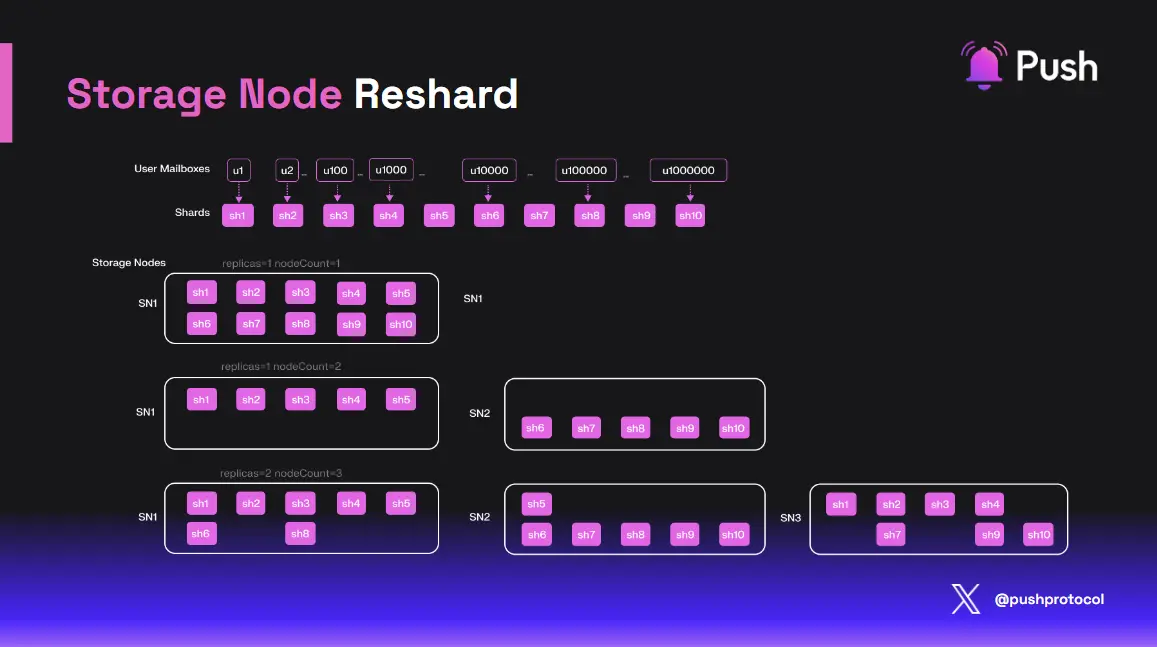 Push
Storage Node Reshard
User Mailboxes u1 u2 ... u100 ... u1000 ... u10000 ... u100000 ... u1000000
Shards sh1 sh2 sh3 sh4 sh5 sh6 sh7 sh8 sh9 sh10
Storage Nodes replicas=1 nodeCount=1
SN1 sh1 sh2 sh3 sh4 sh5 SN1
sh6 sh7 sh8 sh9 sh10
replicas=1 nodeCount=2
SN1 sh1 sh2 sh3 sh4 sh5
SN2 sh6 sh7 sh8 sh9 sh10
replicas=2 nodeCount=3
SN1 sh1 sh2 sh3 sh4 sh5
sh6 sh8
SN2 sh5
sh6 sh7 sh8 sh9 sh10
SN3 sh1 sh2 sh3 sh4
sh7 sh9 sh10
@pushprotocol